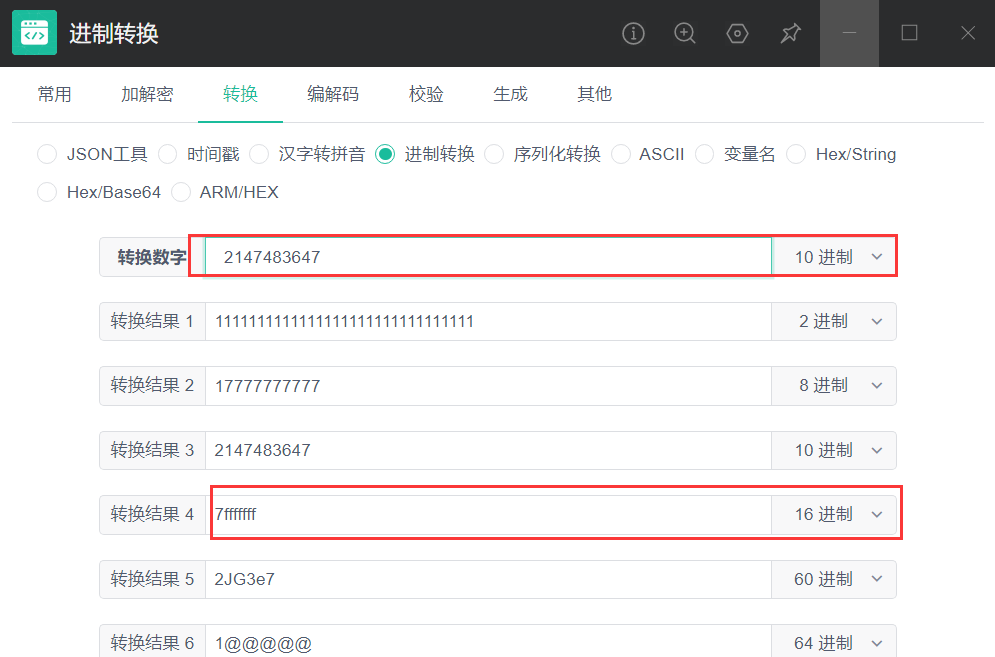 进制转换
常用 加解密 转换 编解码 校验 生成 其他
JSON工具 时间戳 汉字转拼音 进制转换 序列化转换 ASCII 变量名 Hex/String
Hex/Base64 ARM/HEX
转换数字 2147483647 10 进制
转换结果 1 1111111111111111111111111111111 2 进制
转换结果 2 17777777777 8 进制
转换结果 3 2147483647 10 进制
转换结果 4 7fffffff 16 进制
转换结果 5 2JG3e7 60 进制
转换结果 6 1@@@@@ 64 进制